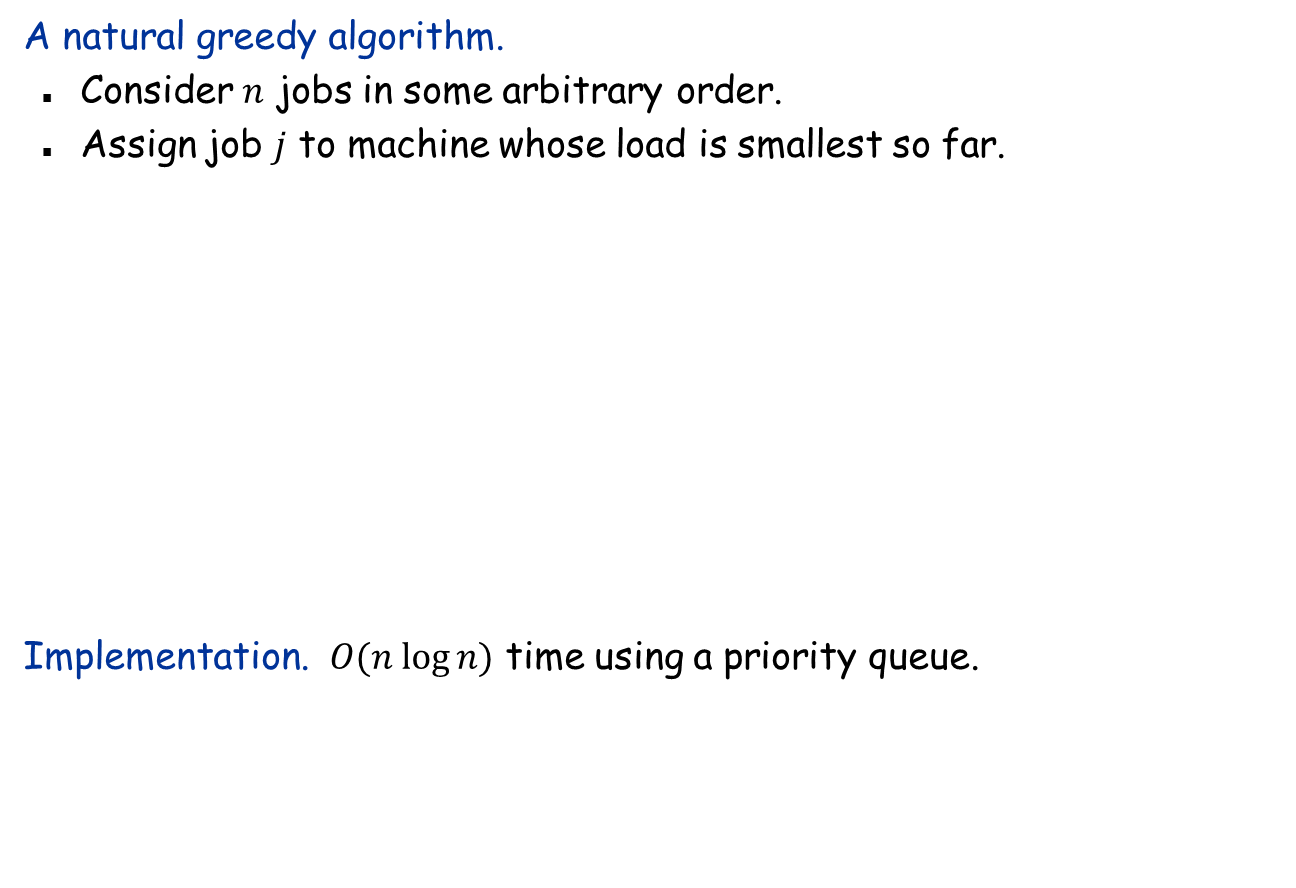 A natural greedy algorithm.
▪ Consider n jobs in some arbitrary order.
▪ Assign job j to machine whose load is smallest so far.
Implementation. O(n log n) time using a priority queue.